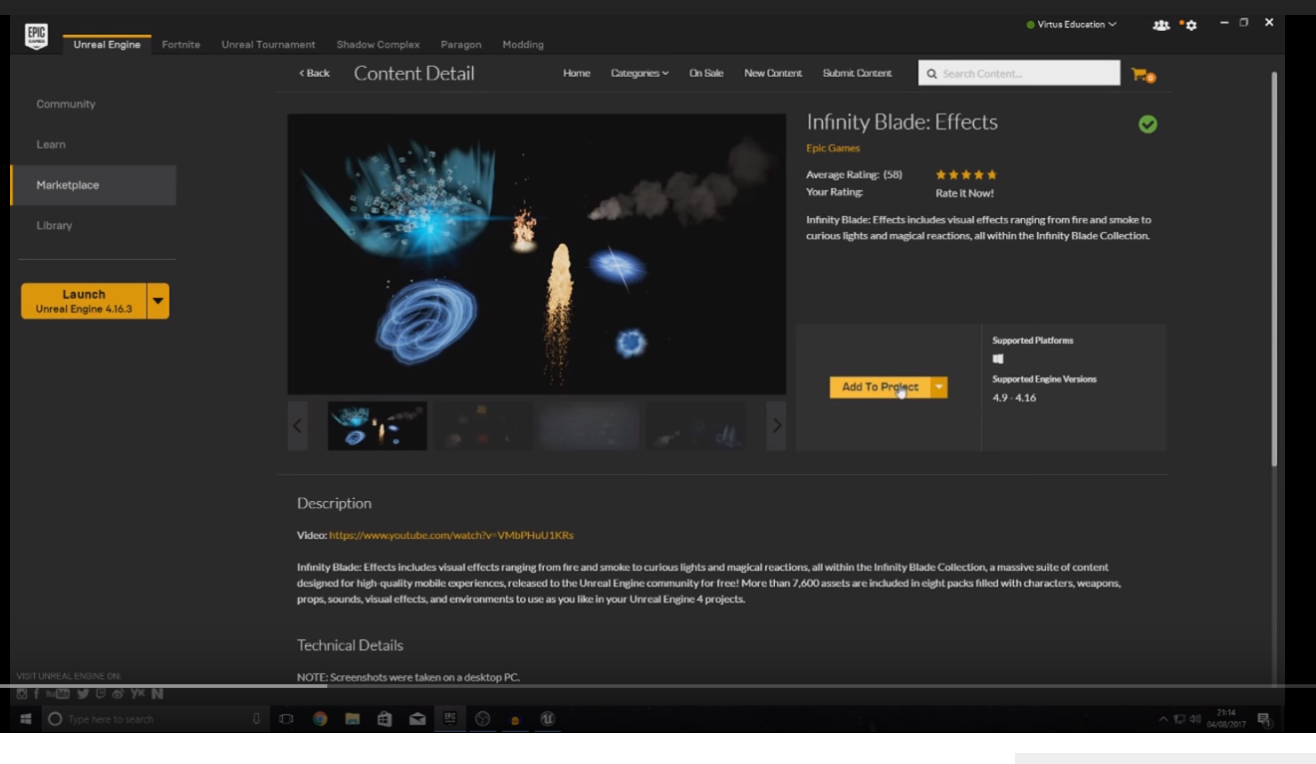 Virtus Education
EPIC GAMES
Unreal Engine Fortnite Unreal Tournament Shadow Complex Paragon Modding
< Back Content Detail Home Categories On Sale New Content Submit Content Search Content... 0
Community
Learn
Marketplace
Library
Launch
Unreal Engine 4.16.3
Infinity Blade: Effects
Epic Games
Average Rating: (58)
Your Rating: Rate it Now!
Infinity Blade: Effects includes visual effects ranging from fire and smoke to
curious lights and magical reactions, all within the Infinity Blade Collection.
Add To Project
Supported Platforms
Supported Engine Versions
4.9 - 4.16
Description
Video: https://www.youtube.com/watch?v=VMbPHuU1KRs
Infinity Blade: Effects includes visual effects ranging from fire and smoke to curious lights and magical reactions, all within the Infinity Blade Collection, a massive suite of content
designed for high-quality mobile experiences, released to the Unreal Engine community for free! More than 7,600 assets are included in eight packs filled with characters, weapons,
props, sounds, visual effects, and environments to use as you like in your Unreal Engine 4 projects.
Technical Details
NOTE: Screenshots were taken on a desktop PC.
VISIT UNREAL ENGINE ON:
Type here to search
21:14
04/08/2017